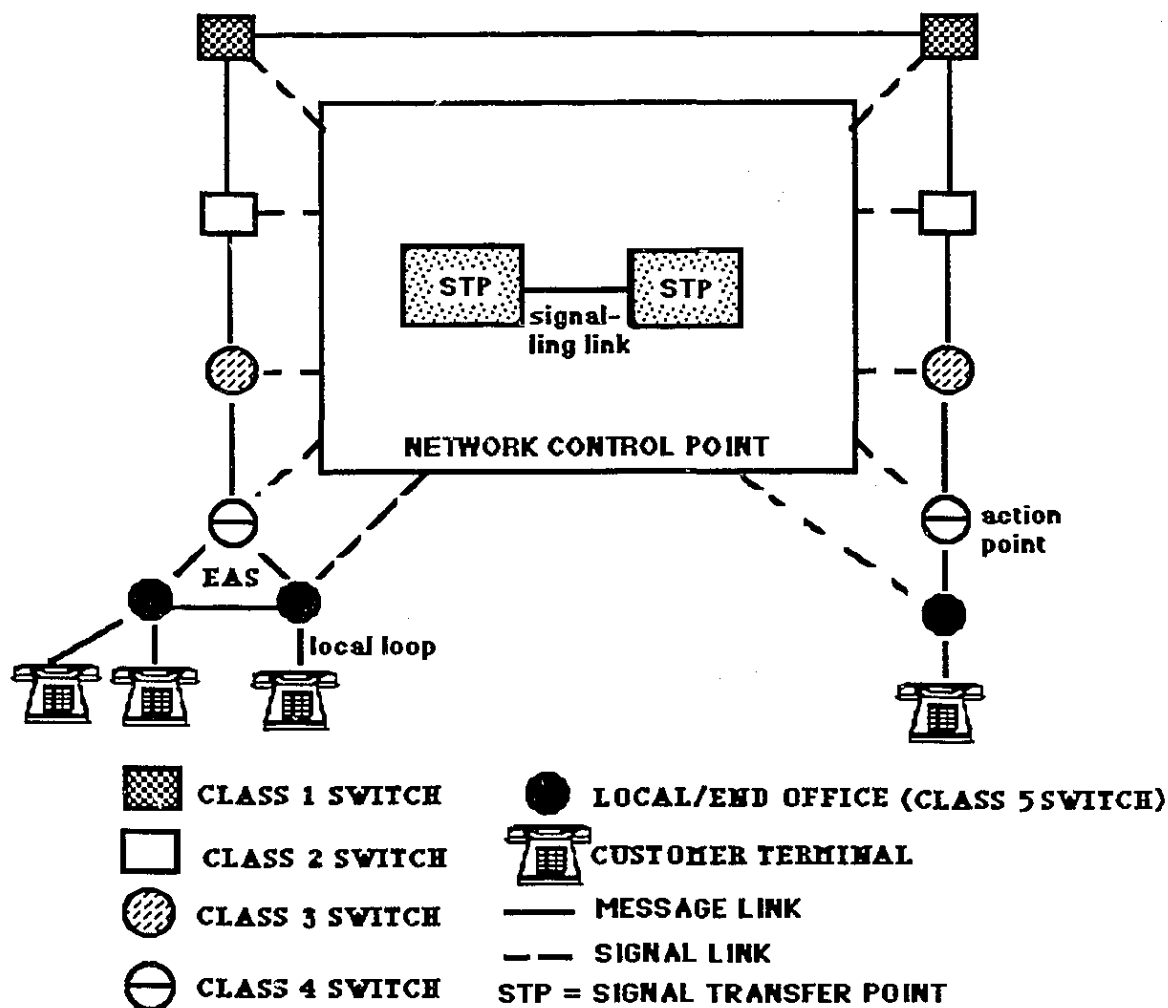 STP
STP
signal-
ling link
NETWORK CONTROL POINT
action
point
EAS
local loop
CLASS 1 SWITCH
LOCAL/END OFFICE (CLASS 5 SWITCH)
CLASS 2 SWITCH
CUSTOMER TERMINAL
CLASS 3 SWITCH
MESSAGE LINK
SIGNAL LINK
CLASS 4 SWITCH
STP = SIGNAL TRANSFER POINT